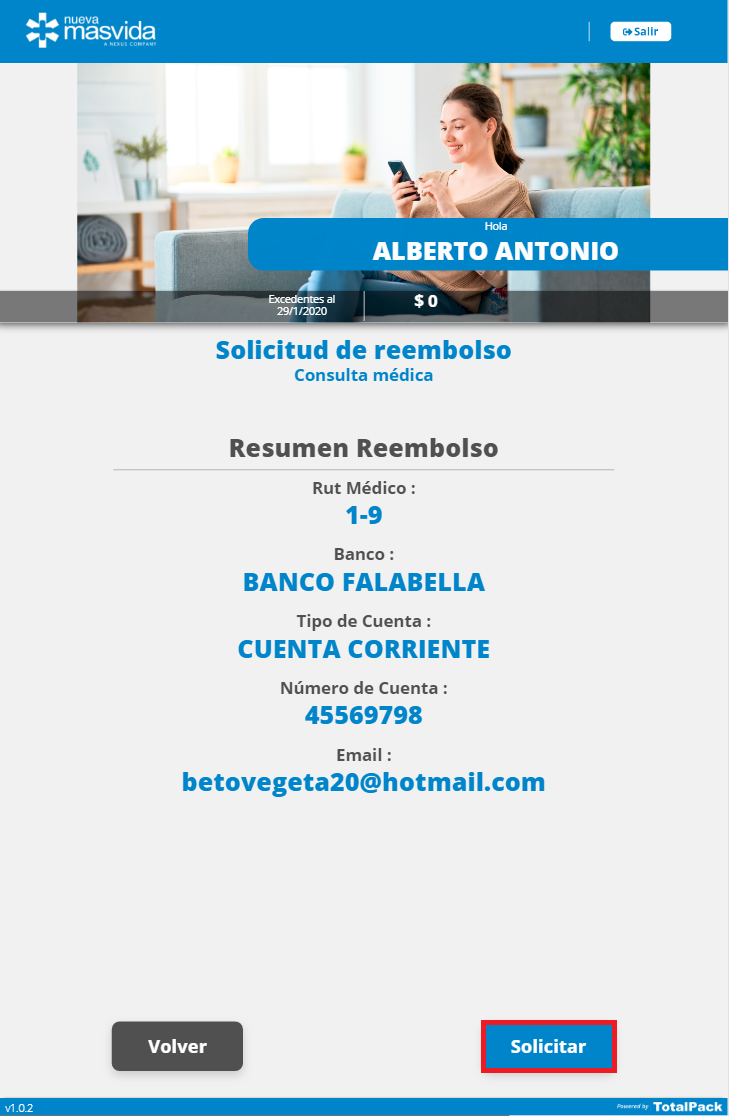 nueva
masvida
A NEXUS COMPANY
Salir
Hola
ALBERTO ANTONIO
Excedentes al
29/1/2020
$ 0
Solicitud de reembolso
Consulta médica
Resumen Reembolso
Rut Médico :
1-9
Banco :
BANCO FALABELLA
Tipo de Cuenta :
CUENTA CORRIENTE
Número de Cuenta :
45569798
Email :
betovegeta20@hotmail.com
Volver
Solicitar
v1.0.2
Powered by TotalPack